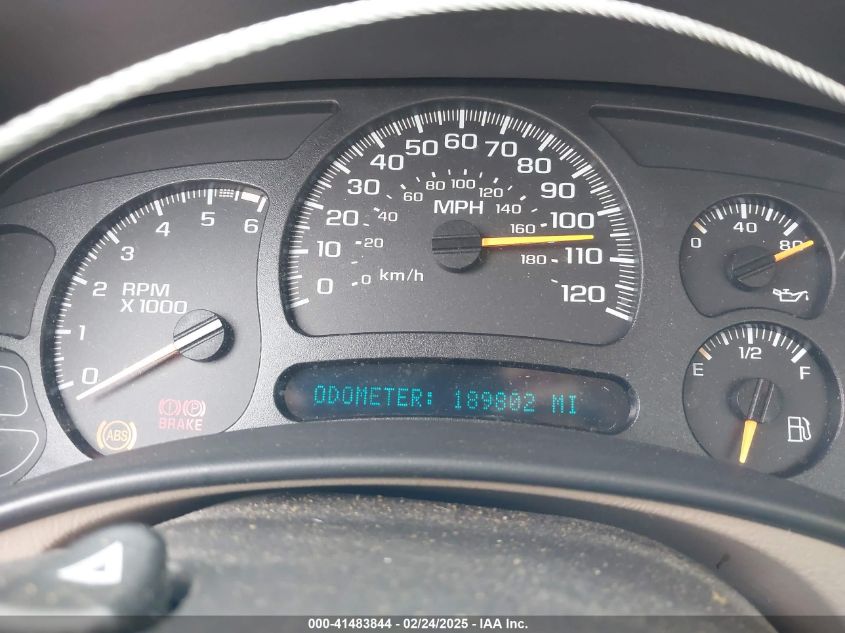 0 1 2 3 4 5 6
RPM
X 1000
ABS
BRAKE
0 10 20 30 40 50 60 70 80 90 100 110 120
MPH
0 20 40 60 80 100 120 140 160 180
km/h
ODOMETER: 189802 MI
0 40 80
E 1/2 F
000-41483844 - 02/24/2025 - IAA Inc.